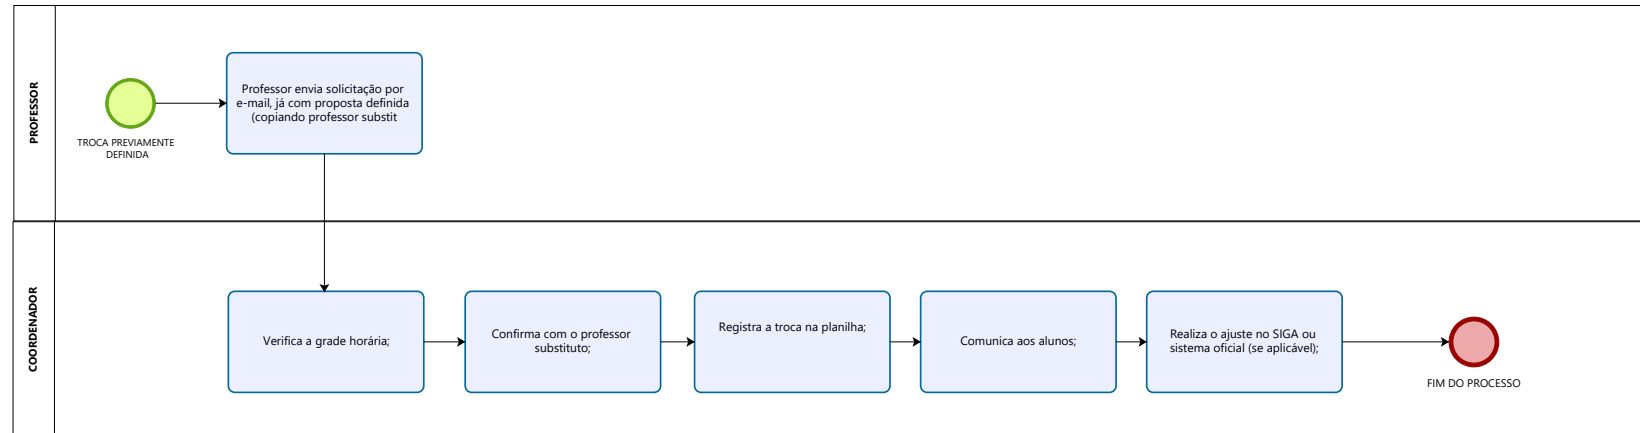 PROFESSOR
TROCA PREVIAMENTE
DEFINIDA
Professor envia solicitação por
e-mail, já com proposta definida
(copiando professor substit
COORDENADOR
Verifica a grade horária;
Confirma com o professor
substituto;
Registra a troca na planilha;
Comunica aos alunos;
Realiza o ajuste no SIGA ou
sistema oficial (se aplicável);
FIM DO PROCESSO